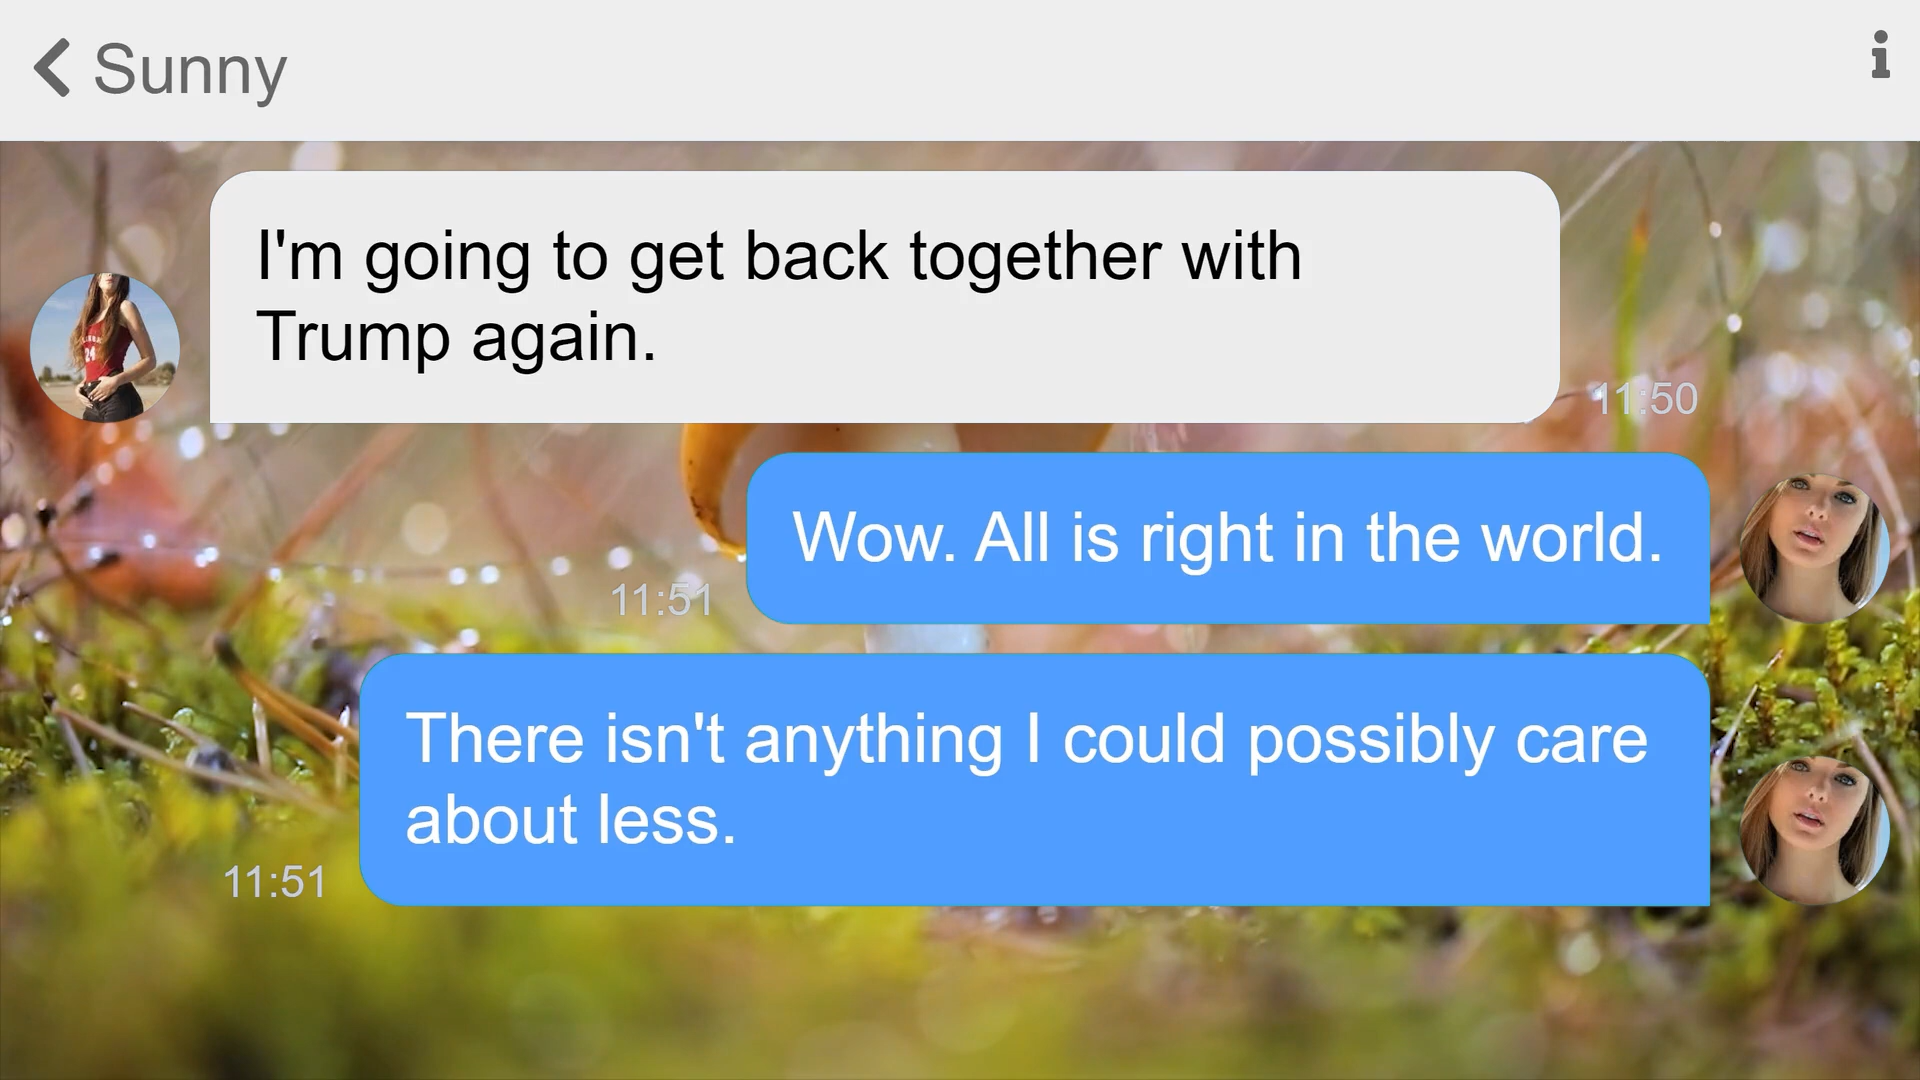 Sunny
I'm going to get back together with
Trump again.
11:50
Wow. All is right in the world.
11:51
There isn't anything I could possibly care
about less.
11:51
24